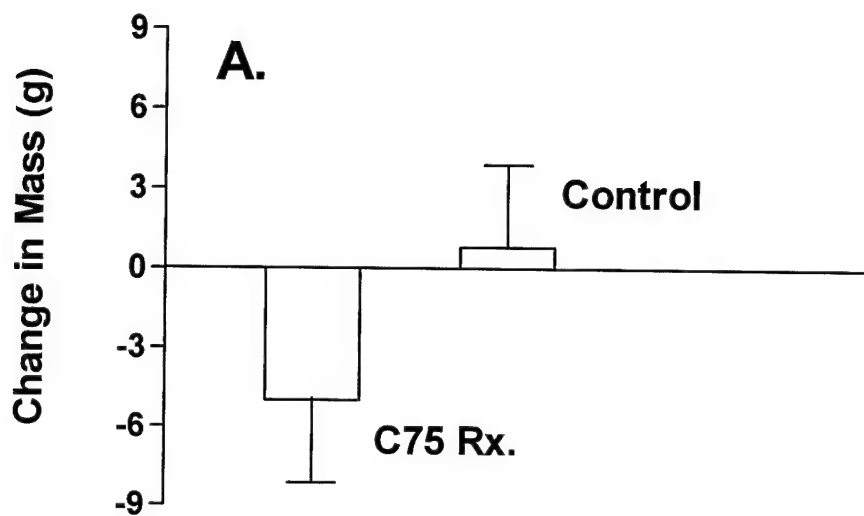 A.
Change in Mass (g)
9
6
3
0
-3
-6
-9
Control
C75 Rx.